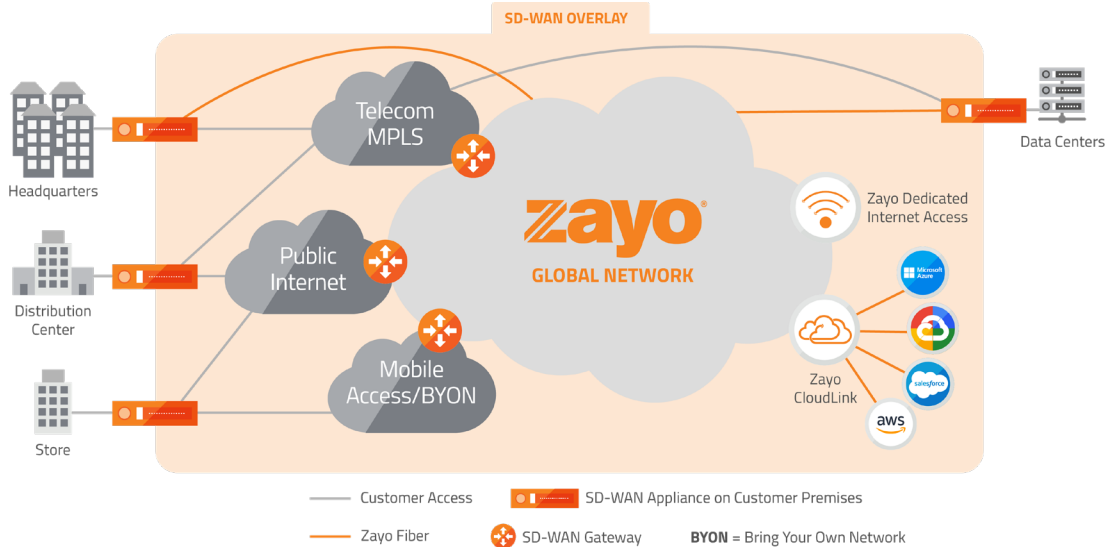 SD-WAN OVERLAY
Headquarters
Telecom
MPLS
Data Centers
zayo®
GLOBAL NETWORK
Zayo Dedicated
Internet Access
Distribution
Center
Public
Internet
Microsoft
Azure
Mobile
Access/BYON
Zayo
CloudLink
salesforce
aws
Store
Customer Access
SD-WAN Appliance on Customer Premises
Zayo Fiber
SD-WAN Gateway
BYON = Bring Your Own Network